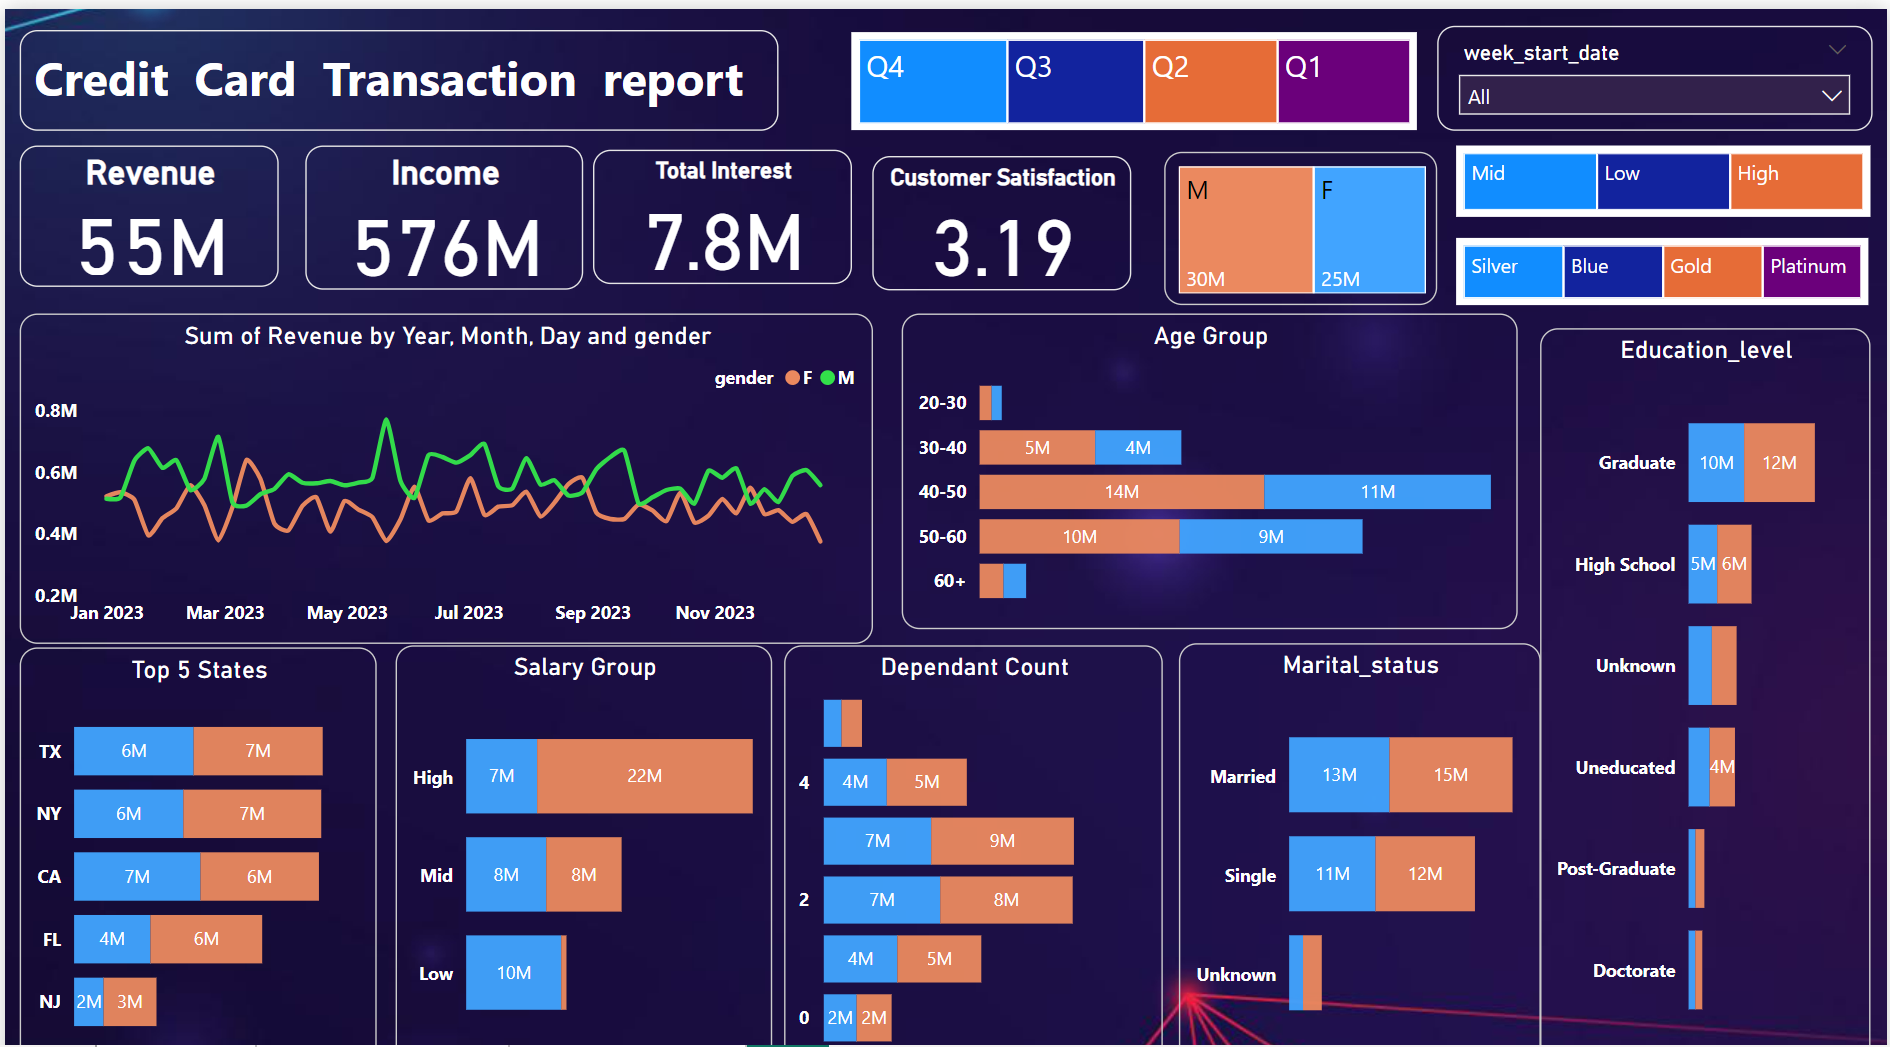 Credit Card Transaction report
Q4
Q3
Q2
Q1
week_start_date
All
Revenue
55M
Income
576M
Total Interest
7.8M
Customer Satisfaction
3.19
M
30M
F
25M
Mid
Low
High
Silver
Blue
Gold
Platinum
Sum of Revenue by Year, Month, Day and gender
gender F M
0.8M
0.6M
0.4M
0.2M
Jan 2023 Mar 2023 May 2023 Jul 2023 Sep 2023 Nov 2023
Age Group
20-30
30-40 5M 4M
40-50 14M 11M
50-60 10M 9M
60+
Education_level
Graduate 10M 12M
High School 5M 6M
Unknown
Uneducated 4M
Post-Graduate
Doctorate
Top 5 States
TX 6M 7M
NY 6M 7M
CA 7M 6M
FL 4M 6M
NJ 2M 3M
Salary Group
High 7M 22M
Mid 8M 8M
Low 10M
Dependant Count
4 4M 5M
7M 9M
2 7M 8M
4M 5M
0 2M 2M
Marital_status
Married 13M 15M
Single 11M 12M
Unknown